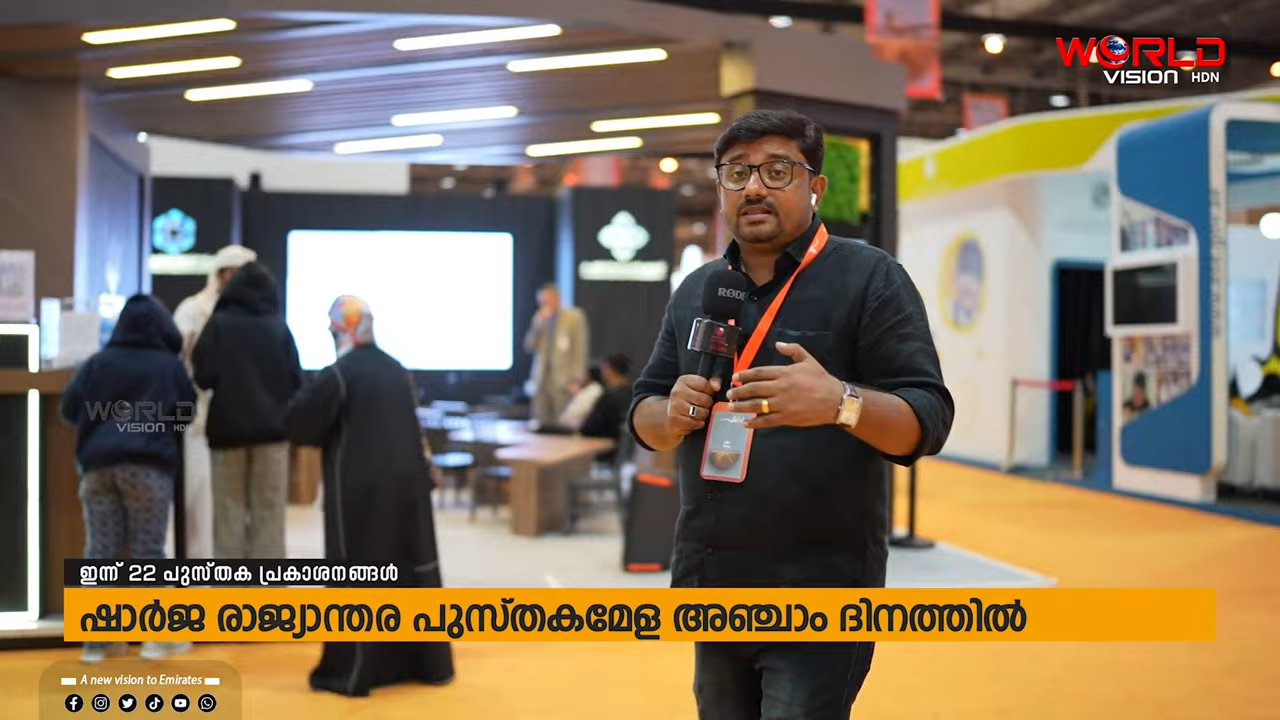 WORLD
VISION HDN
RØDE
WORLD
VISION HDN
ഇന്ന് 22 പുസ്തക പ്രകാശനങ്ങൾ
ഷാർജ രാജ്യാന്തര പുസ്തകമേള അഞ്ചാം ദിനത്തിൽ
A new vision to Emirates